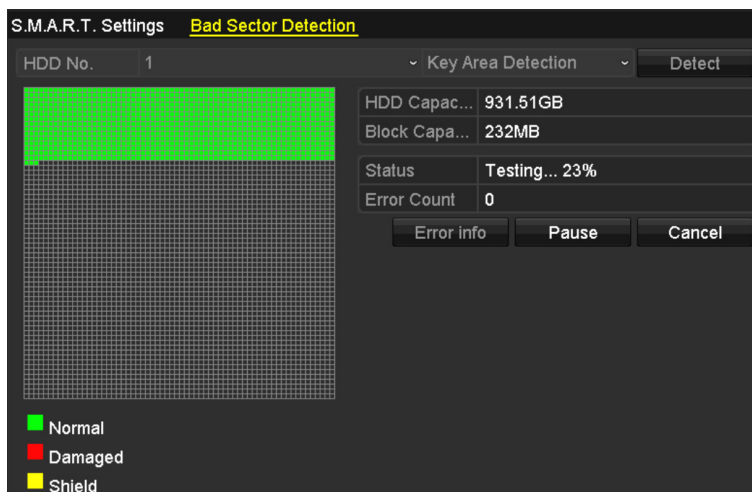 S.M.A.R.T. Settings Bad Sector Detection
HDD No. 1 Key Area Detection Detect
HDD Capac... 931.51GB
Block Capa... 232MB
Status Testing... 23%
Error Count 0
Error info Pause Cancel
Normal
Damaged
Shield